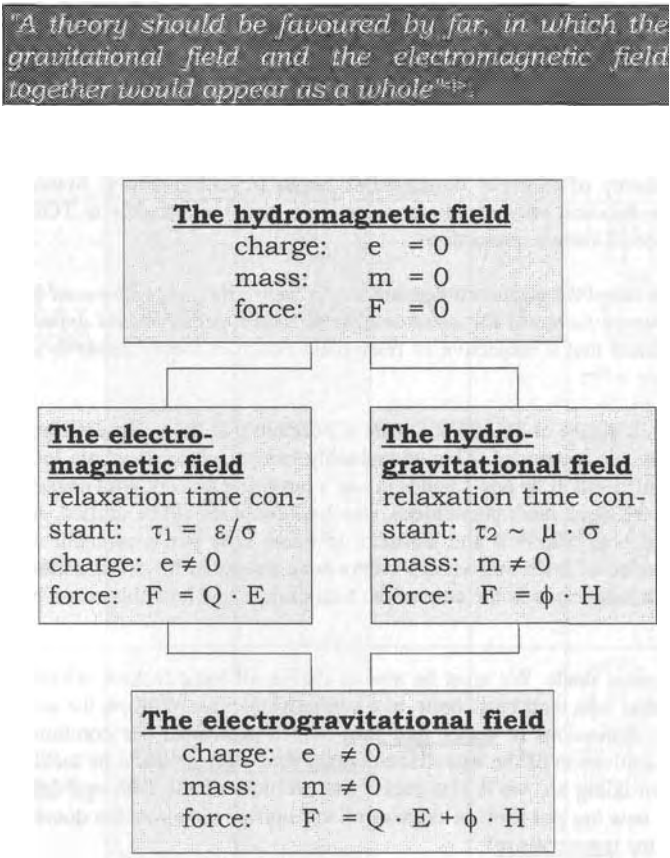 "A theory should be favoured by far, in which the
gravitational field and the electromagnetic field
together would appear as a whole"<i>.
The hydromagnetic field
charge: e = 0
mass: m = 0
force: F = 0
The electro-
magnetic field
relaxation time con-
stant: τ₁ = ε/σ
charge: e ≠ 0
force: F = Q · E
The hydro-
gravitational field
relaxation time con-
stant: τ₂ ~ μ · σ
mass: m ≠ 0
force: F = ϕ · H
The electrogravitational field
charge: e ≠ 0
mass: m ≠ 0
force: F = Q · E + ϕ · H